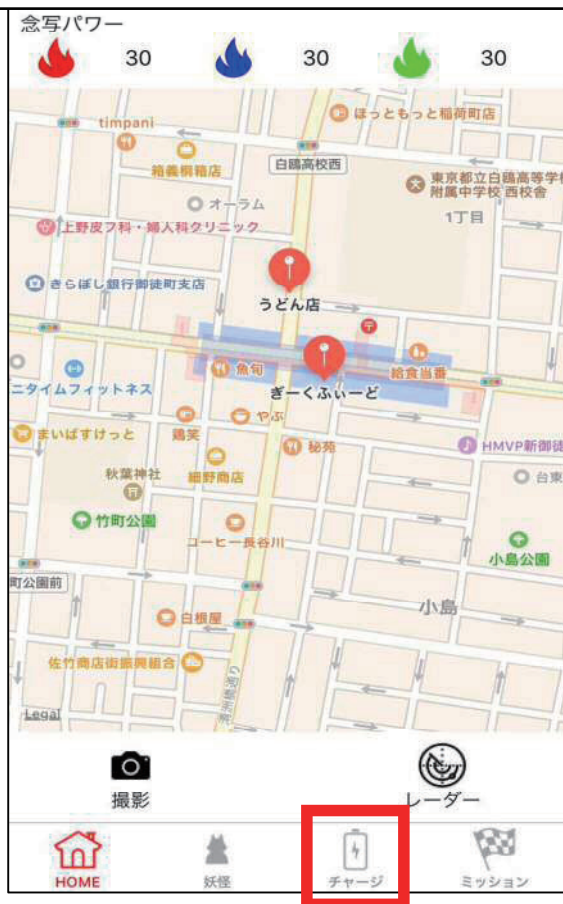 念写パワー
30
30
30
timpani
ほっともっと稲荷町店
箱義桐箱店
白鴎高校西
東京都立白鴎高等学校
附属中学校 西校舎
オーラム
1丁目
上野皮フ科・婦人科クリニック
きらぼし銀行御徒町支店
うどん店
魚旬
給食当番
ニタイムフィットネス
ぎーくふぃーど
やぶ
まいばすけっと
鶏笑
秘苑
HMVP新御徒
秋葉神社
細野商店
台東
竹町公園
コーヒー長谷川
小島公園
町公園前
小島
白根屋
佐竹商店街振興組合
清洲橋通り
Legal
撮影
レーダー
HOME
妖怪
チャージ
ミッション